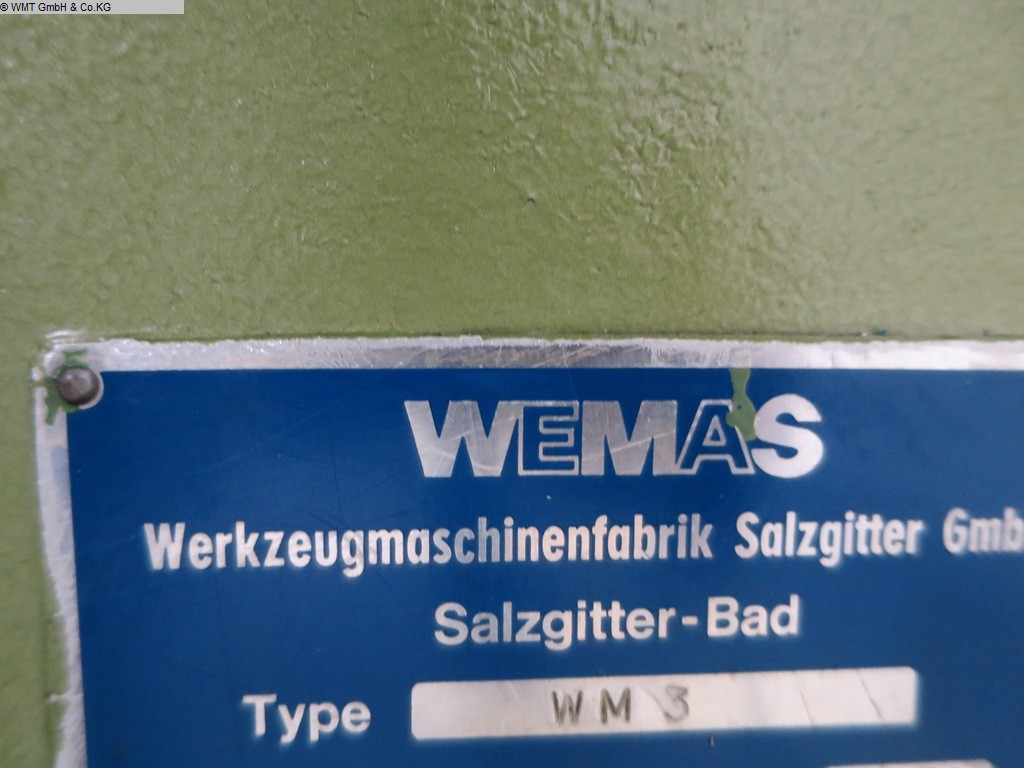 © WMT GmbH & Co.KG
WEMAS
Werkzeugmaschinenfabrik Salzgitter Gmb
Salzgitter-Bad
Type WM 3